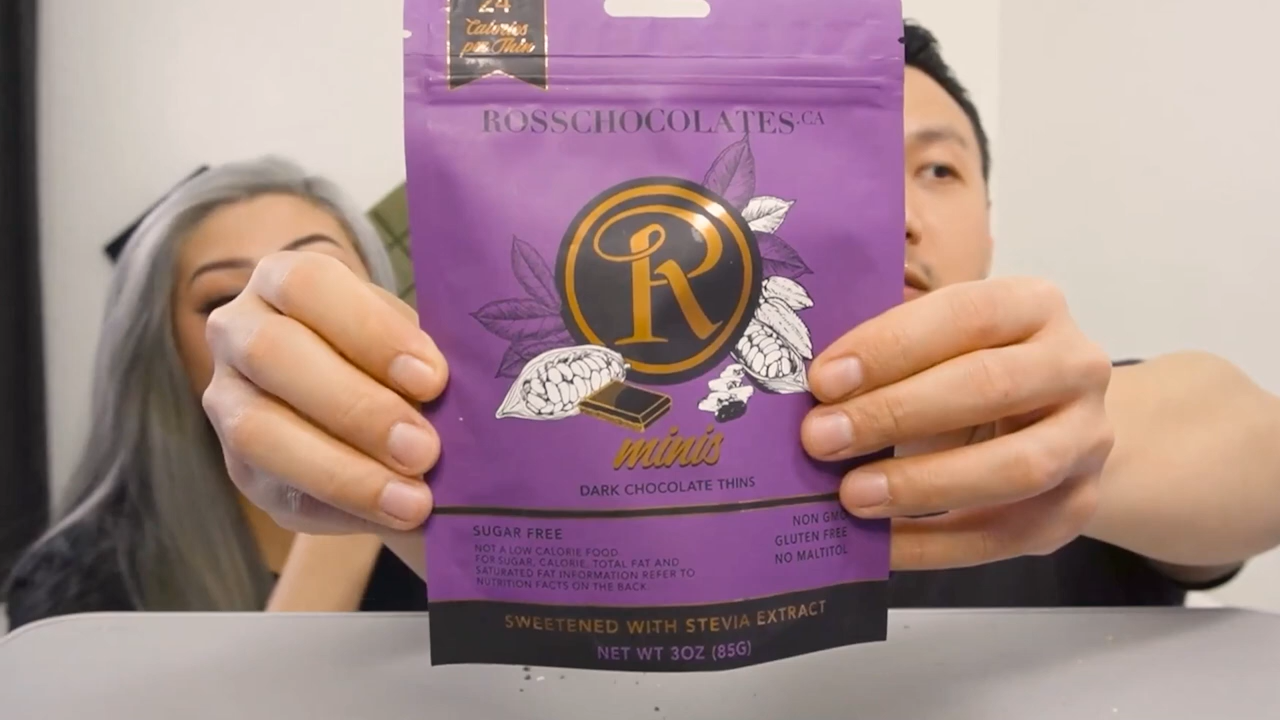 24
Calories
per Thin
ROSSCHOCOLATES.CA
R
minis
DARK CHOCOLATE THINS
SUGAR FREE
NOT A LOW CALORIE FOOD.
FOR SUGAR, CALORIE, TOTAL FAT AND
SATURATED FAT INFORMATION REFER TO
NUTRITION FACTS ON THE BACK.
NON GMO
GLUTEN FREE
NO MALTITOL
SWEETENED WITH STEVIA EXTRACT
NET WT 3OZ (85G)